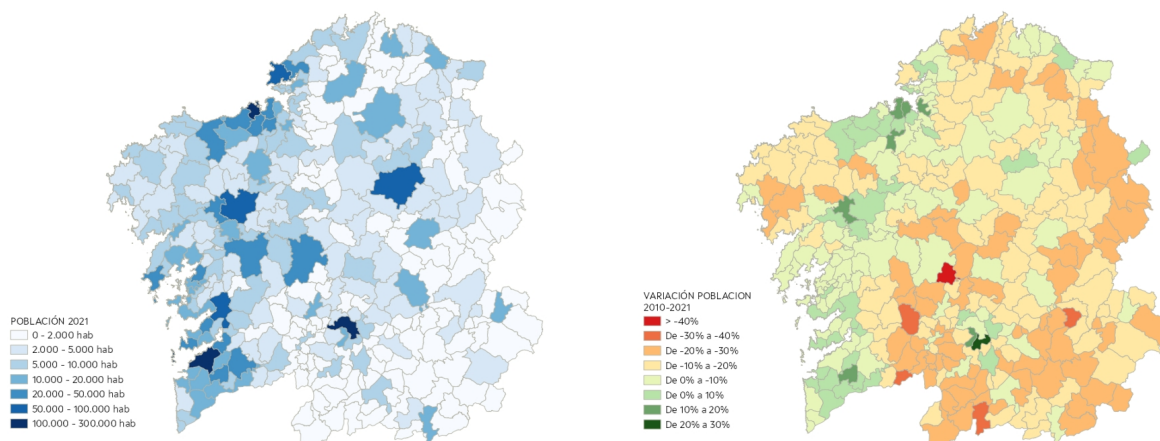 POBLACIÓN 2021
0 - 2.000 hab
2.000 - 5.000 hab
5.000 - 10.000 hab
10.000 - 20.000 hab
20.000 - 50.000 hab
50.000 - 100.000 hab
100.000 - 300.000 hab
VARIACIÓN POBLACION
2010-2021
> -40%
De -30% a -40%
De -20% a -30%
De -10% a -20%
De 0% a -10%
De 0% a 10%
De 10% a 20%
De 20% a 30%